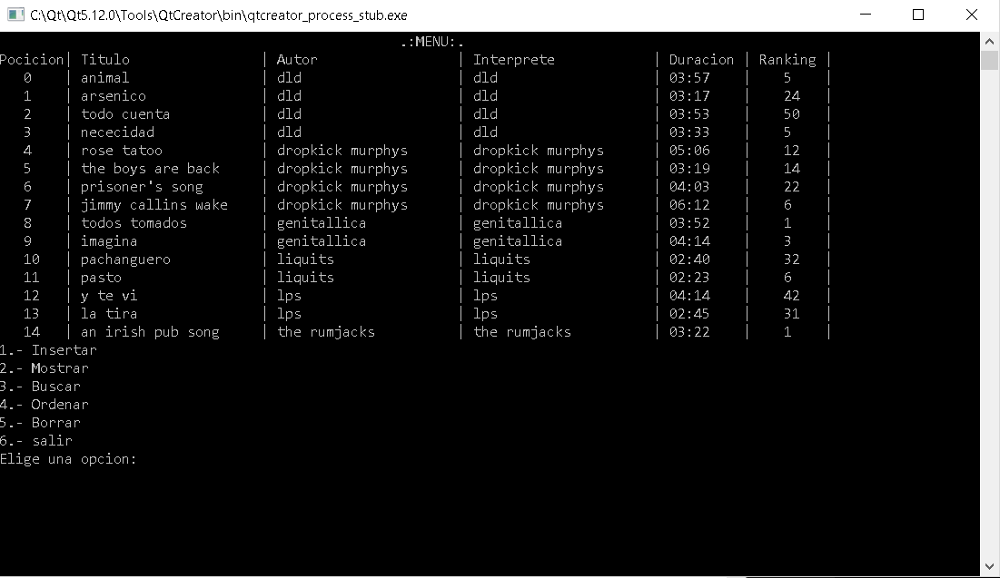 C:\Qt\Qt5.12.0\Tools\QtCreator\bin\qtcreator_process_stub.exe
.:MENU:.
Pocicion| Titulo | Autor | Interprete | Duracion | Ranking |
0 | animal | dld | dld | 03:57 | 5 |
1 | arsenico | dld | dld | 03:17 | 24 |
2 | todo cuenta | dld | dld | 03:53 | 50 |
3 | nececidad | dld | dld | 03:33 | 5 |
4 | rose tatoo | dropkick murphys | dropkick murphys | 05:06 | 12 |
5 | the boys are back | dropkick murphys | dropkick murphys | 03:19 | 14 |
6 | prisoner's song | dropkick murphys | dropkick murphys | 04:03 | 22 |
7 | jimmy callins wake | dropkick murphys | dropkick murphys | 06:12 | 6 |
8 | todos tomados | genitallica | genitallica | 03:52 | 1 |
9 | imagina | genitallica | genitallica | 04:14 | 3 |
10 | pachanguero | liquits | liquits | 02:40 | 32 |
11 | pasto | liquits | liquits | 02:23 | 6 |
12 | y te vi | lps | lps | 04:14 | 42 |
13 | la tira | lps | lps | 02:45 | 31 |
14 | an irish pub song | the rumjacks | the rumjacks | 03:22 | 1 |
1.- Insertar
2.- Mostrar
3.- Buscar
4.- Ordenar
5.- Borrar
6.- salir
Elige una opcion: